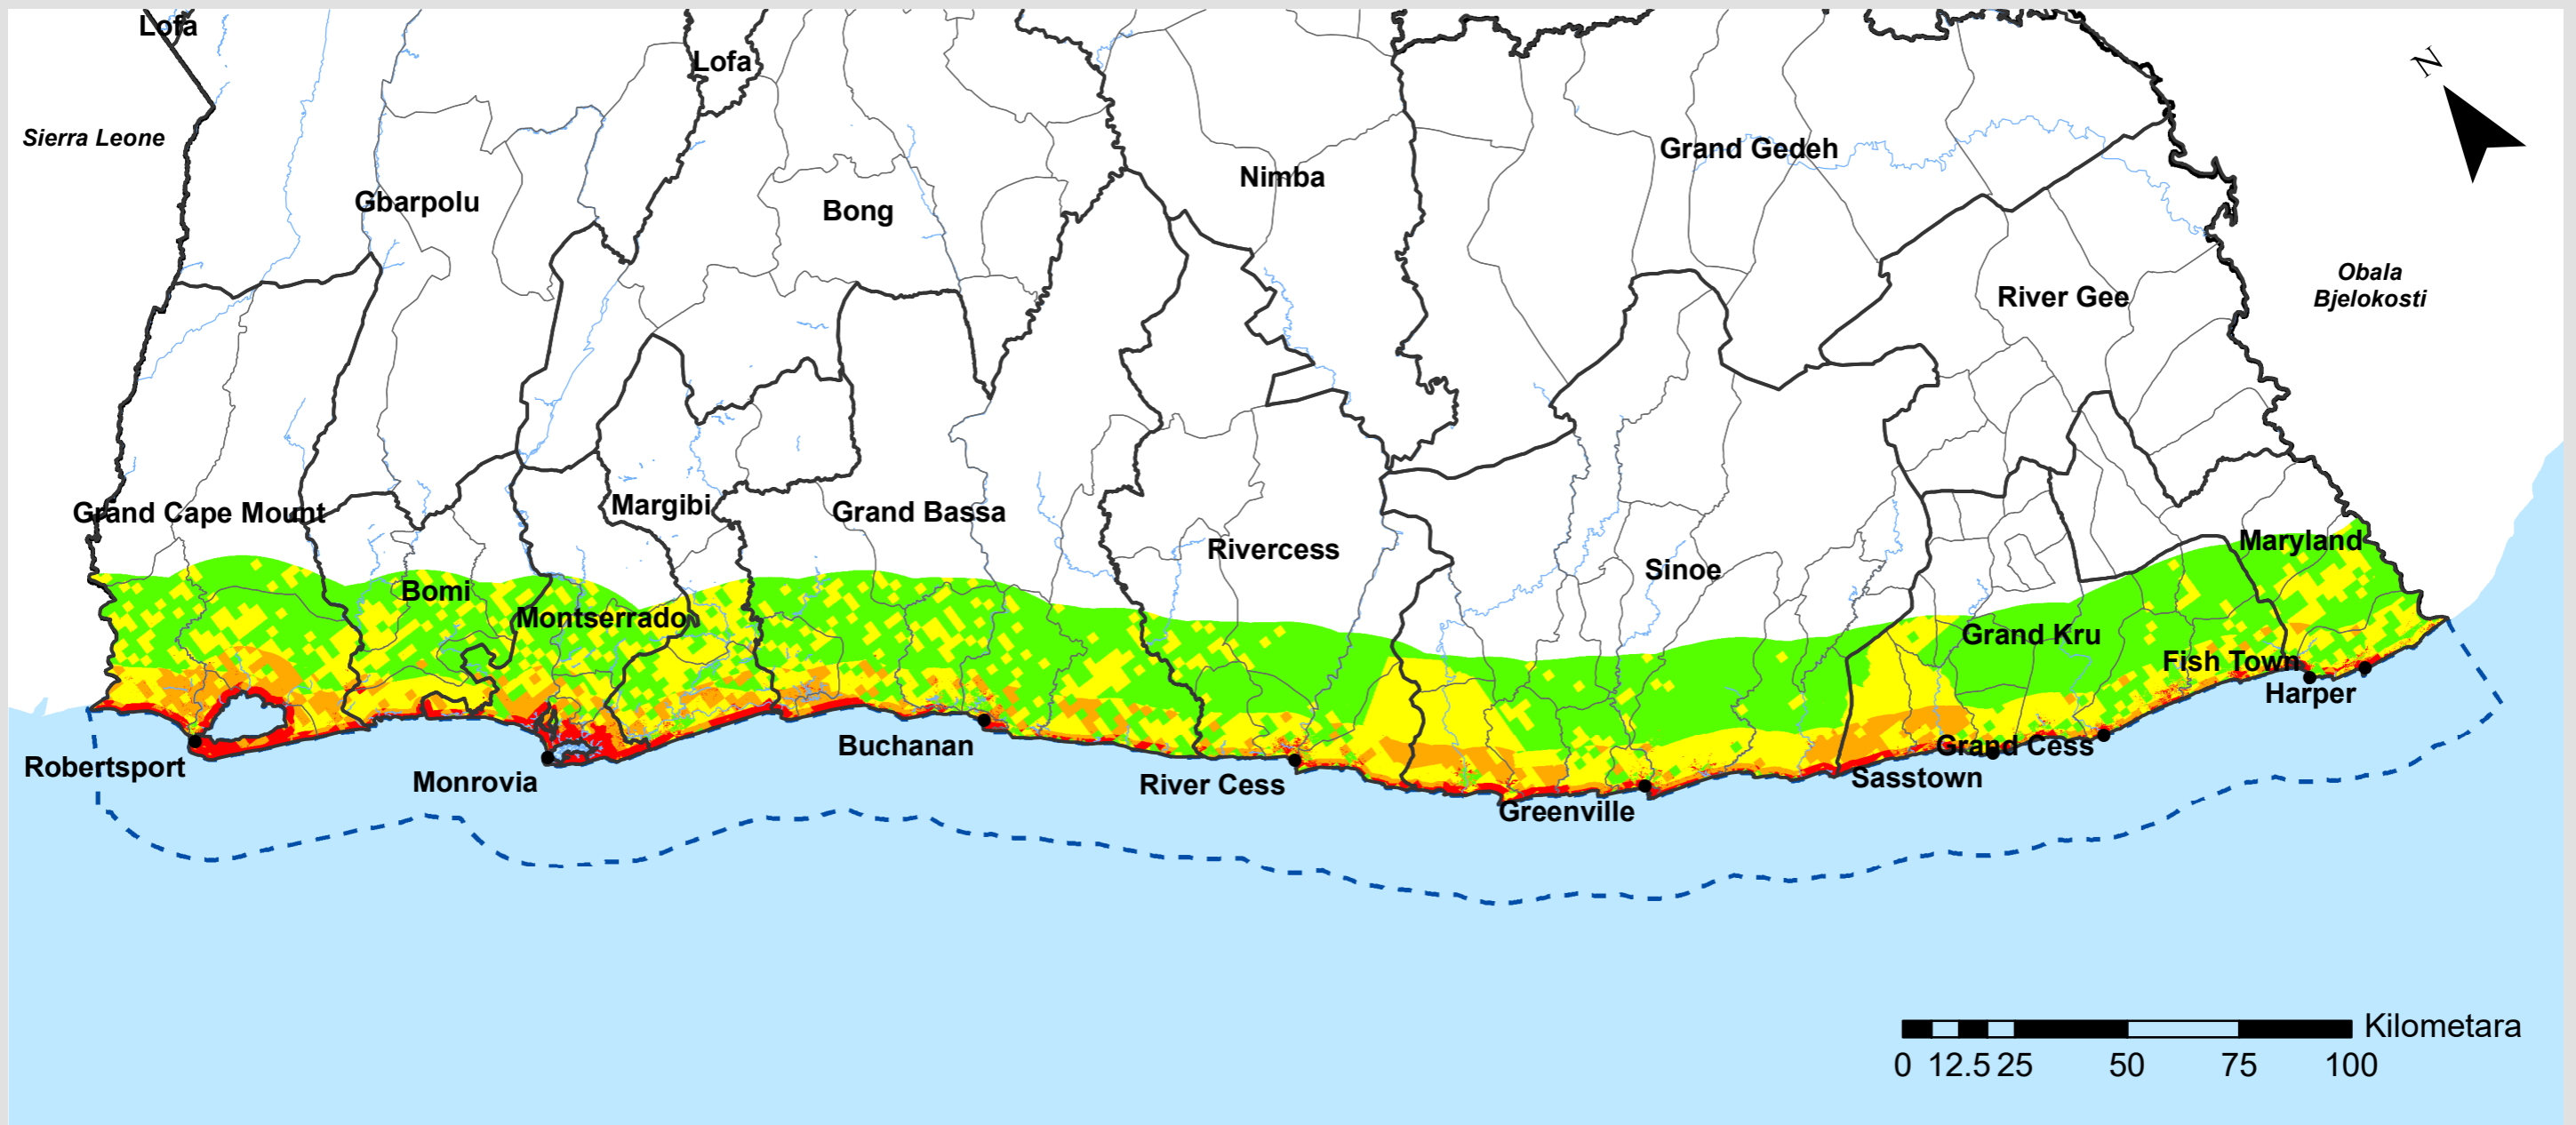 Lofa
Lofa
N
Sierra Leone
Grand Gedeh
Nimba
Gbarpolu
Bong
Obala
Bjelokosti
River Gee
Margibi
Grand Cape Mount
Grand Bassa
Rivercess
Maryland
Sinoe
Bomi
Montserrado
Grand Kru
Fish Town
Harper
Buchanan
Grand Cess
Robertsport
Monrovia
River Cess
Sasstown
Greenville
Kilometara
0 12.5 25 50 75 100